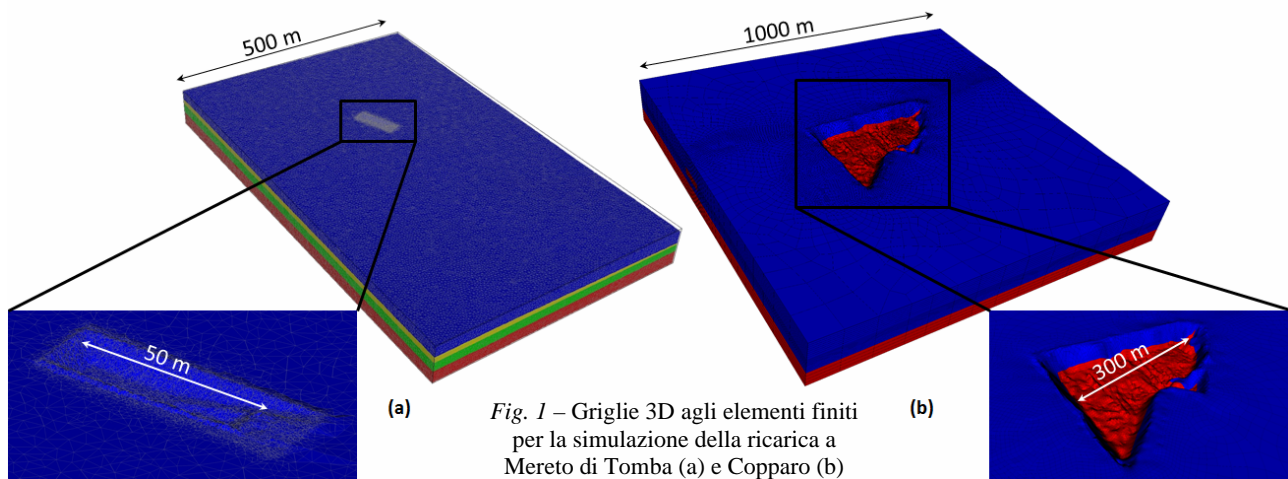 500 m
1000 m
50 m
300 m
(a)
Fig. 1 – Griglie 3D agli elementi finiti
per la simulazione della ricarica a
Mereto di Tomba (a) e Copparo (b)
(b)